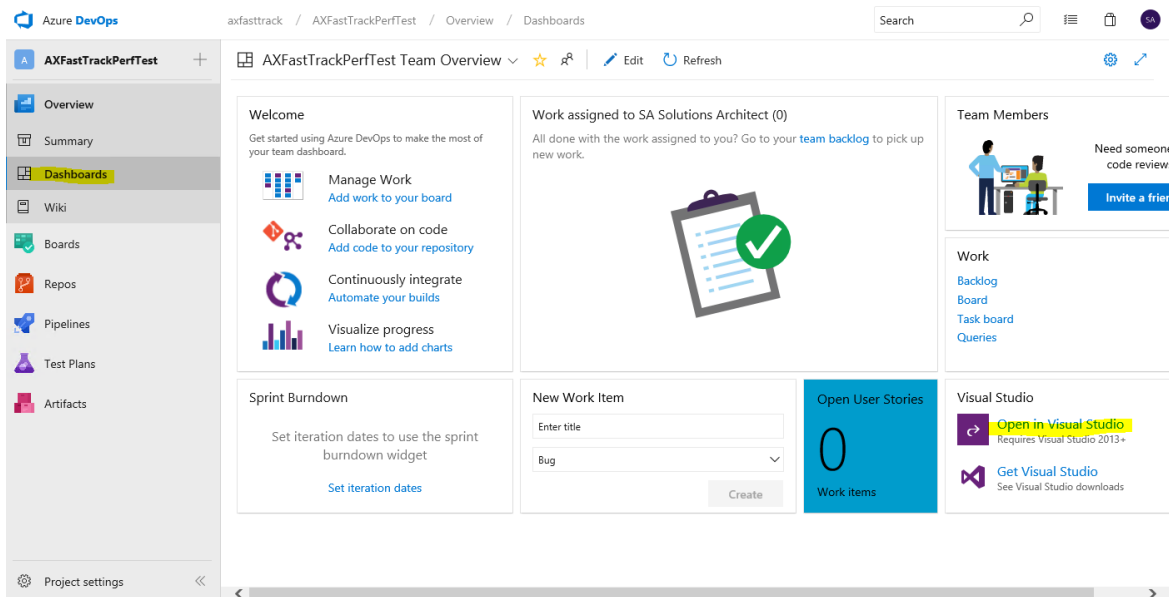 Azure DevOps
axfasttrack / AXFastTrackPerfTest / Overview / Dashboards
Search
SA
A
AXFastTrackPerfTest
Overview
Summary
Dashboards
Wiki
Boards
Repos
Pipelines
Test Plans
Artifacts
Project settings
AXFastTrackPerfTest Team Overview
Edit
Refresh
Welcome
Get started using Azure DevOps to make the most of
your team dashboard.
Manage Work
Add work to your board
Collaborate on code
Add code to your repository
Continuously integrate
Automate your builds
Visualize progress
Learn how to add charts
Work assigned to SA Solutions Architect (0)
All done with the work assigned to you? Go to your team backlog to pick up
new work.
Team Members
Need someone
code review
Invite a frien
Work
Backlog
Board
Task board
Queries
Sprint Burndown
Set iteration dates to use the sprint
burndown widget
Set iteration dates
New Work Item
Enter title
Bug
Create
Open User Stories
0
Work items
Visual Studio
Open in Visual Studio
Requires Visual Studio 2013+
Get Visual Studio
See Visual Studio downloads